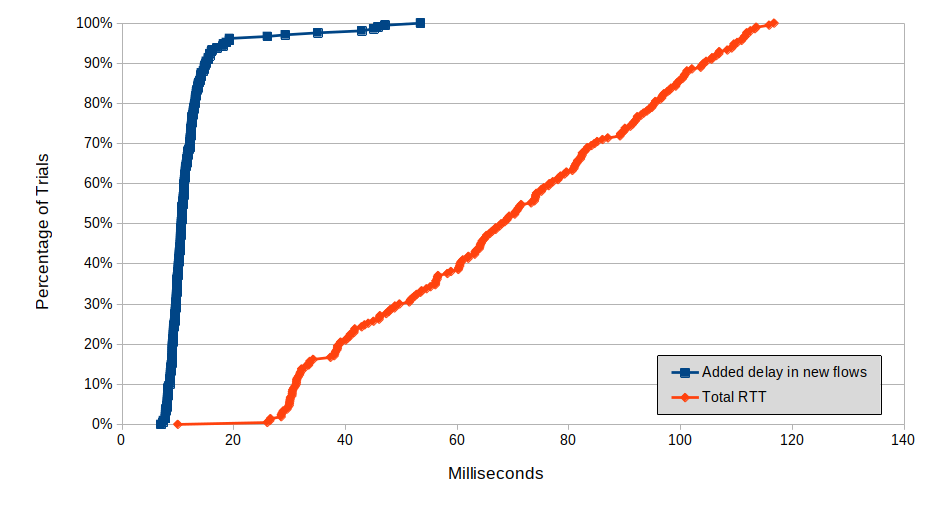 100%
90%
80%
70%
60%
50%
40%
30%
20%
10%
0%
Percentage of Trials
Added delay in new flows
Total RTT
0 20 40 60 80 100 120 140
Milliseconds